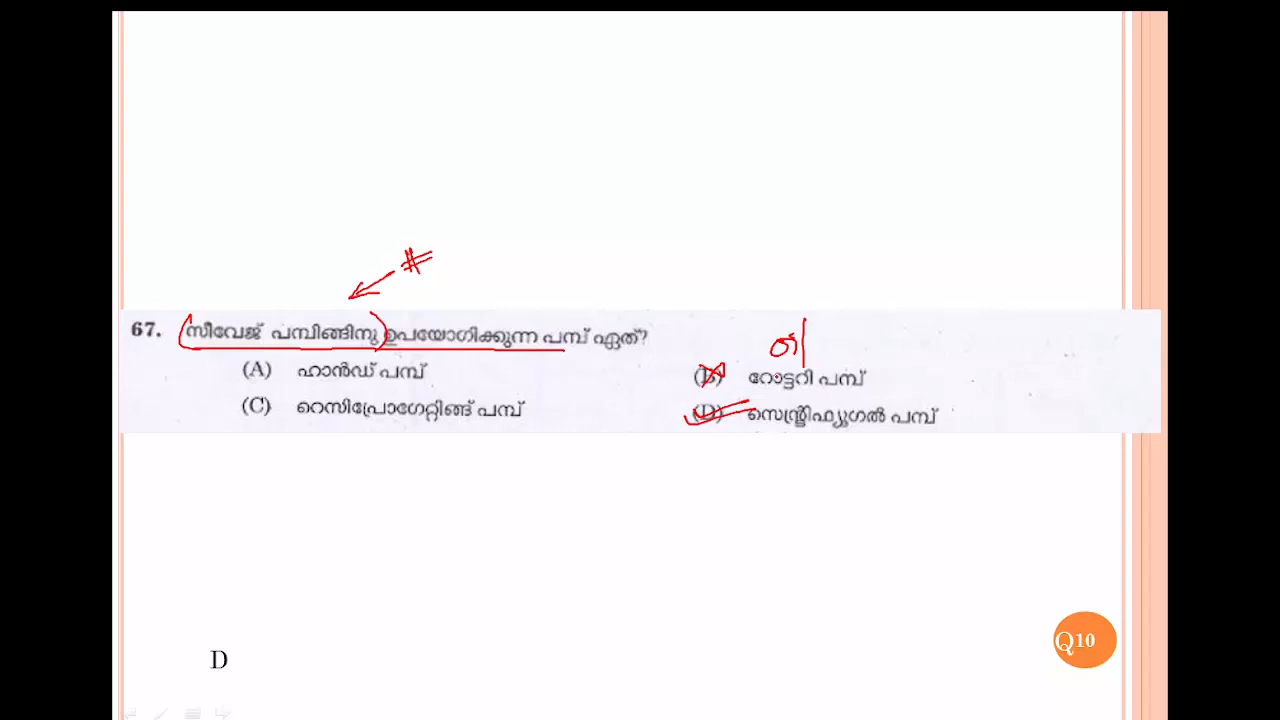 67. സീവേജ് പമ്പിങ്ങിനു ഉപയോഗിക്കുന്ന പമ്പ് ഏത്?
(A) ഹാൻഡ് പമ്പ് (B) റോട്ടറി പമ്പ്
(C) റെസിപ്രോഗേറ്റിങ്ങ് പമ്പ് (D) സെന്റ്രിഫ്യുഗൽ പമ്പ്
Q10
D